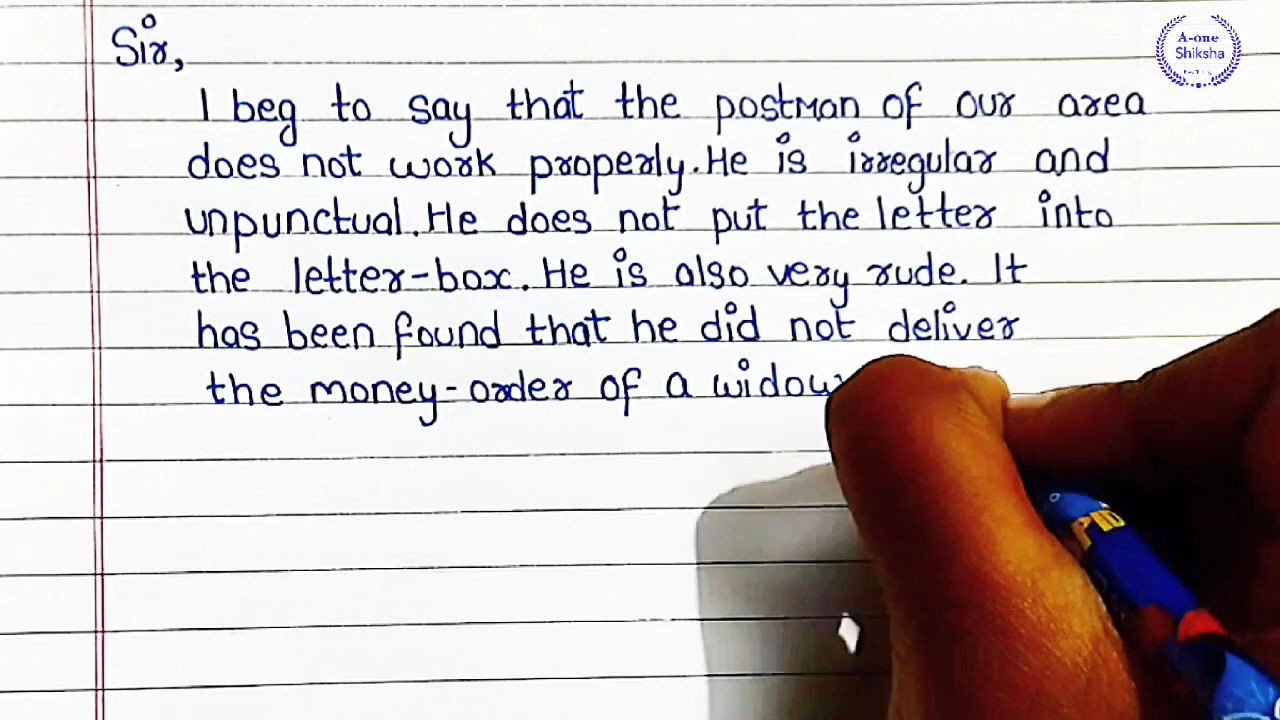 Sir,
I beg to say that the postman of our area
does not work properly. He is irregular and
unpunctual. He does not put the letter into
the letter-box. He is also very rude. It
has been found that he did not deliver
the money-order of a widow
A-one
Shiksha